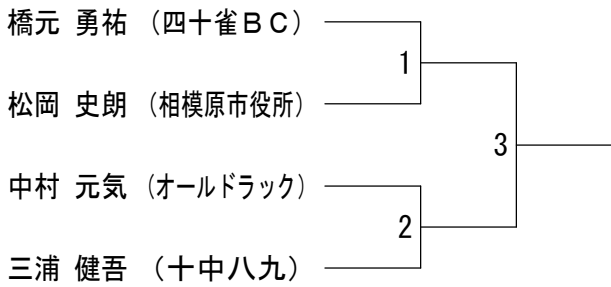 橋元 勇祐 （四十雀ＢＣ）
1
松岡 史朗 （相模原市役所）
3
中村 元気 （オールドラック）
2
三浦 健吾 （十中八九）